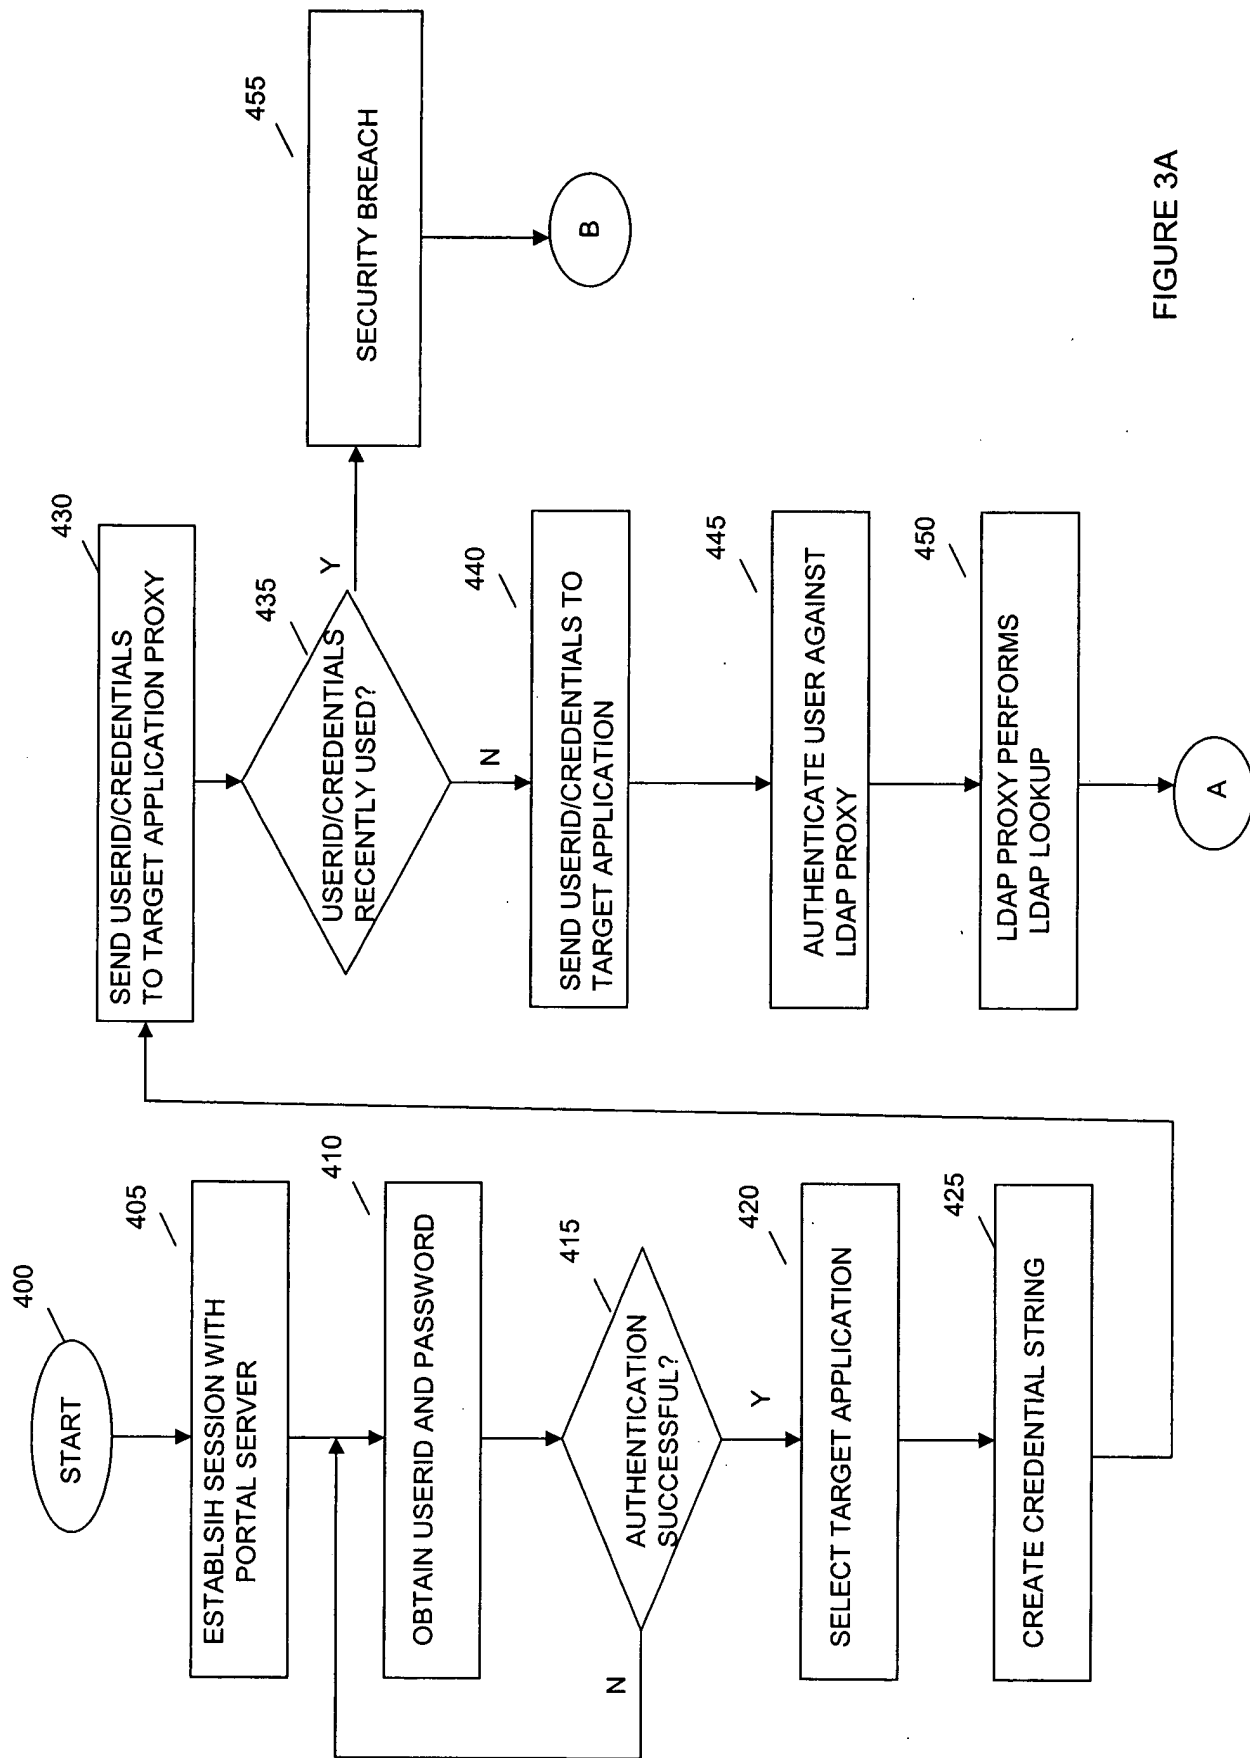 400
START
405
ESTABLSIH SESSION WITH
PORTAL SERVER
410
OBTAIN USERID AND PASSWORD
415
AUTHENTICATION
SUCCESSFUL?
N
Y
420
SELECT TARGET APPLICATION
425
CREATE CREDENTIAL STRING
430
SEND USERID/CREDENTIALS
TO TARGET APPLICATION PROXY
435
USERID/CREDENTIALS
RECENTLY USED?
Y
N
440
SEND USERID/CREDENTIALS TO
TARGET APPLICATION
445
AUTHENTICATE USER AGAINST
LDAP PROXY
450
LDAP PROXY PERFORMS
LDAP LOOKUP
A
455
SECURITY BREACH
B
FIGURE 3A